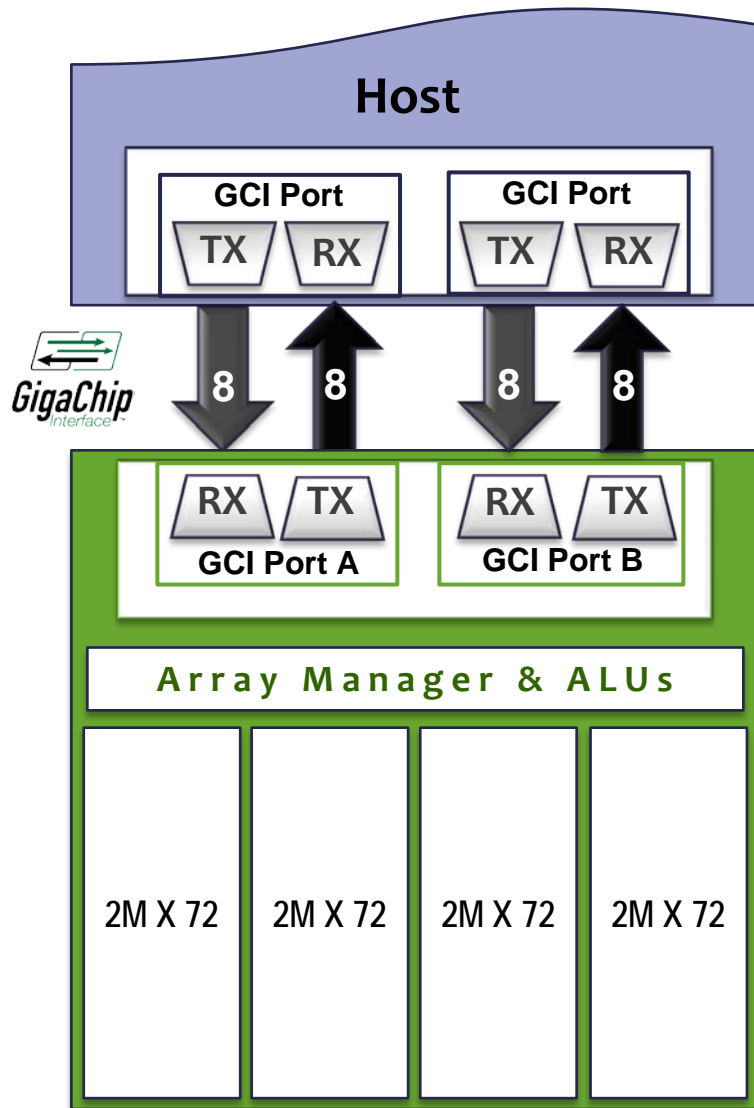 Host
GCI Port
GCI Port
TX RX
TX RX
8 8 8 8
GigaChip
Interface™
RX TX
RX TX
GCI Port A
GCI Port B
Array Manager & ALUs
2M X 72 2M X 72 2M X 72 2M X 72